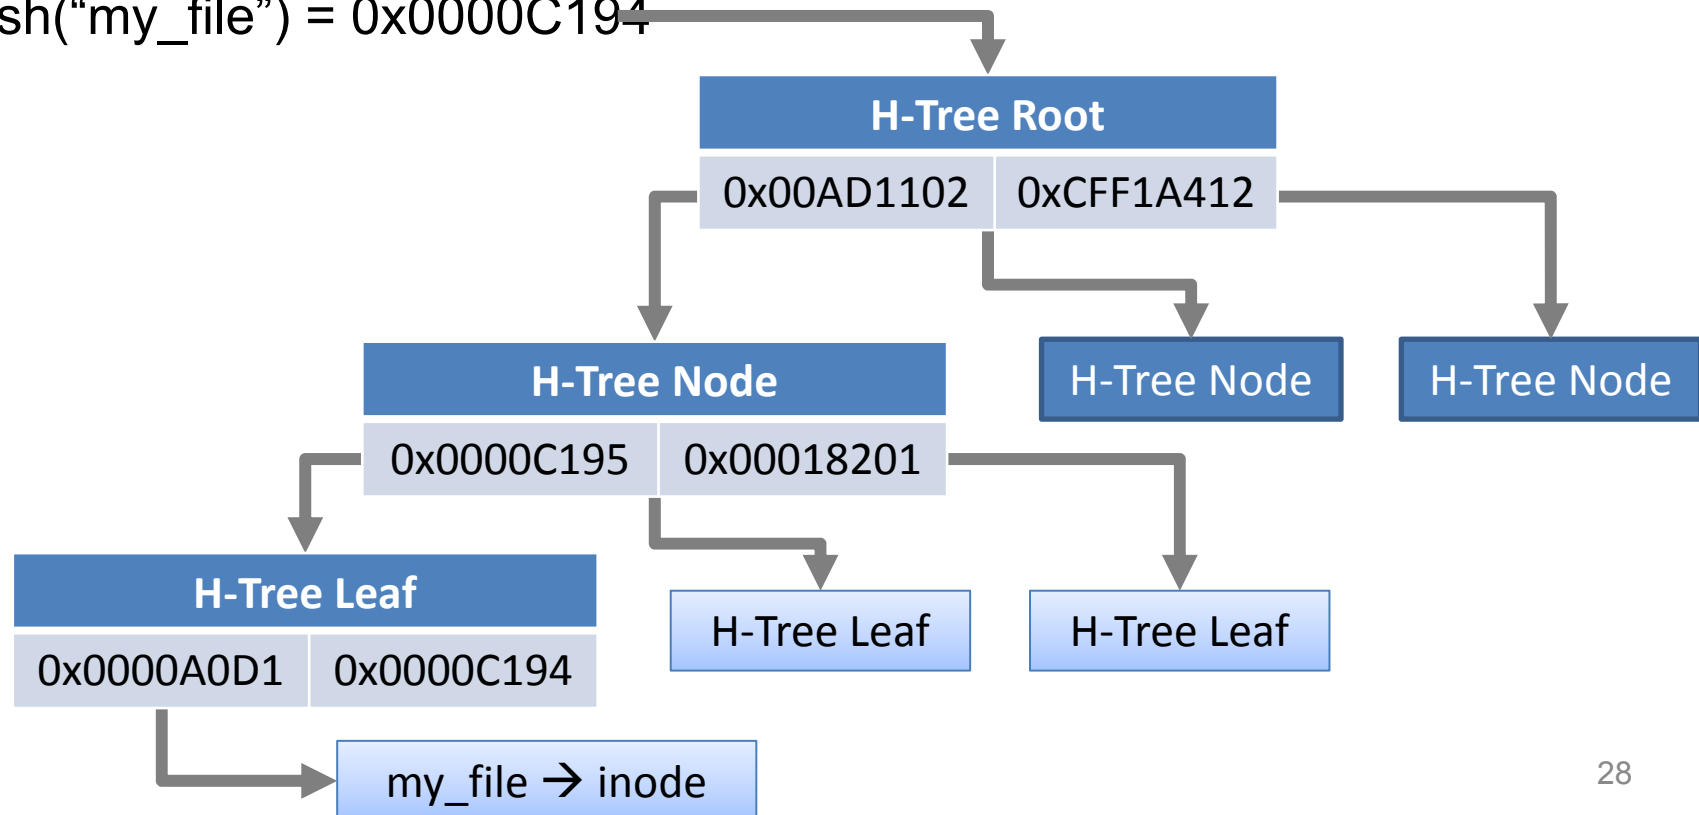 sh(“my_file”) = 0x0000C194
H-Tree Root
0x00AD1102 0xCFF1A412
H-Tree Node
H-Tree Node
H-Tree Node
0x0000C195 0x00018201
H-Tree Leaf
H-Tree Leaf
H-Tree Leaf
0x0000A0D1 0x0000C194
my_file → inode
28